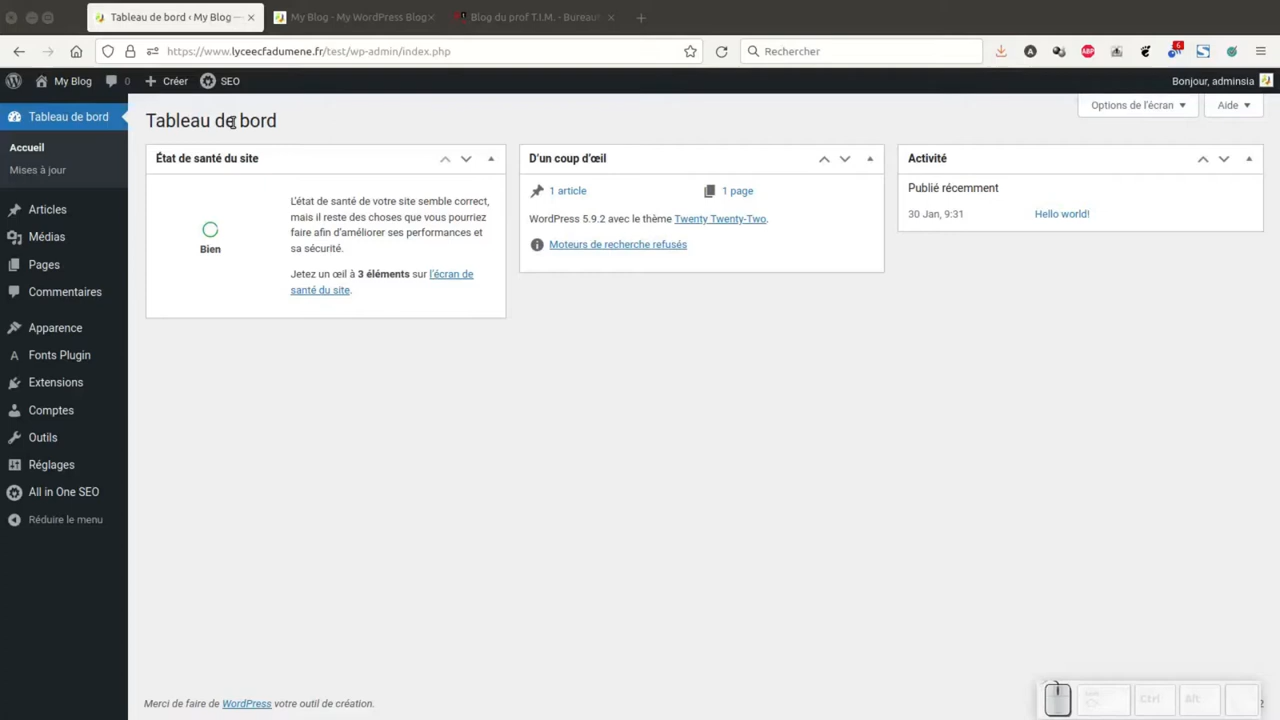 Tableau de bord ‹ My Blog —
My Blog - My WordPress Blog
Blog du prof T.I.M. - Bureau
https://www.lyceecfadumene.fr/test/wp-admin/index.php
Rechercher
ABP
6
My Blog
0
Créer
SEO
Bonjour, adminsia
Tableau de bord
Accueil
Mises à jour
Articles
Médias
Pages
Commentaires
Apparence
Fonts Plugin
Extensions
Comptes
Outils
Réglages
All in One SEO
Réduire le menu
Options de l'écran
Aide
Tableau de bord
État de santé du site
Bien
L'état de santé de votre site semble correct,
mais il reste des choses que vous pourriez
faire afin d'améliorer ses performances et
sa sécurité.
Jetez un œil à 3 éléments sur l'écran de
santé du site.
D'un coup d'œil
1 article
1 page
WordPress 5.9.2 avec le thème Twenty Twenty-Two.
Moteurs de recherche refusés
Activité
Publié récemment
30 Jan, 9:31
Hello world!
Merci de faire de WordPress votre outil de création.
Ctrl
Alt
2